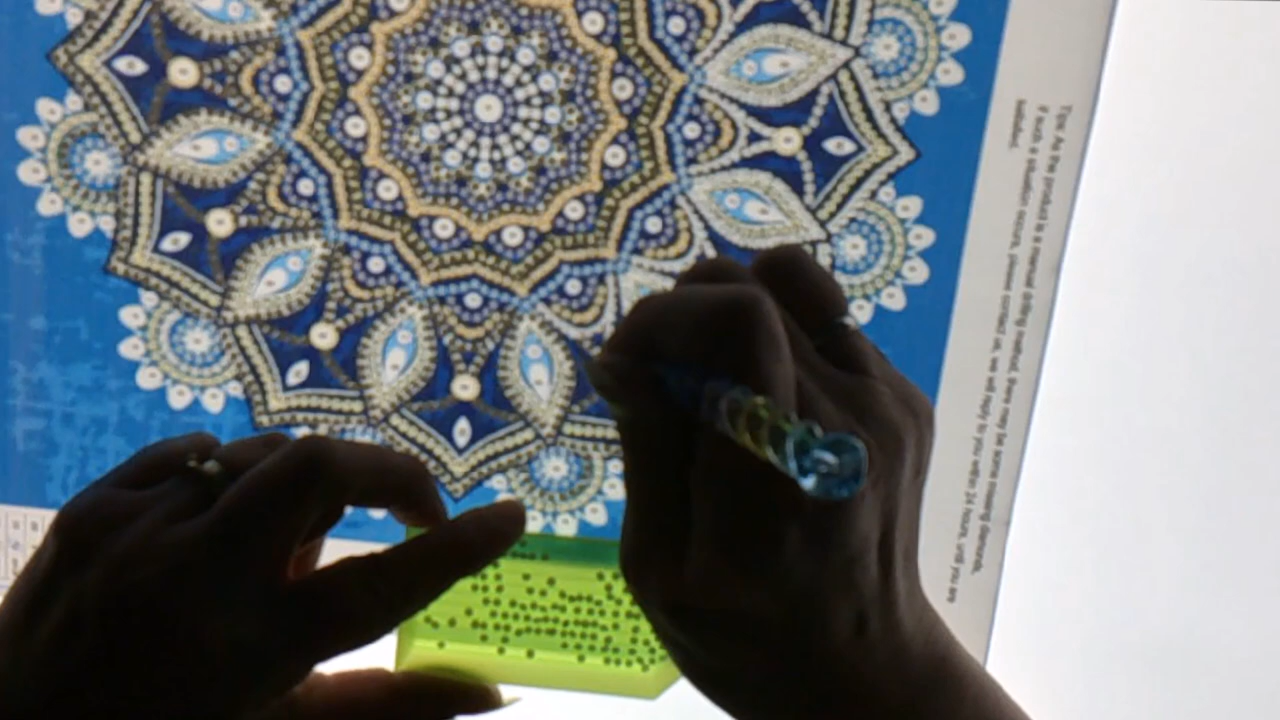 Tips: As the product is a manual drilling method, there may be some missing diamonds,
if such a situation occurs, please contact us, we will reply to you within 24 hours, until you are
satisfied.